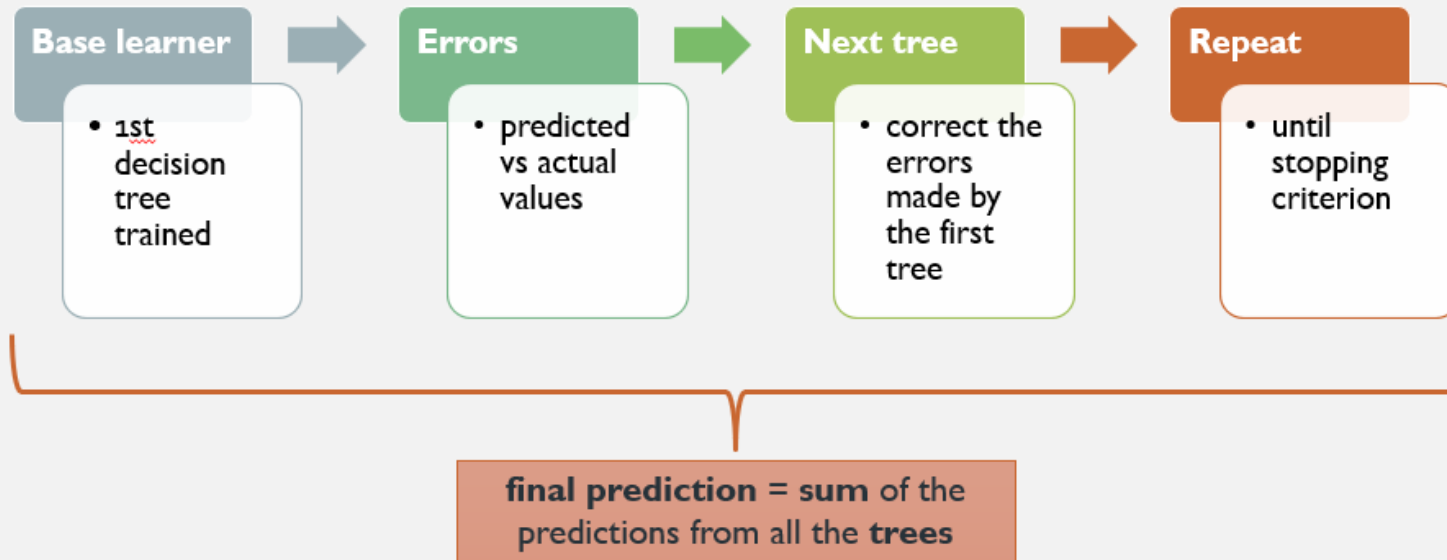 Base learner
• 1st
decision
tree
trained
Errors
• predicted
vs actual
values
Next tree
• correct the
errors
made by
the first
tree
Repeat
• until
stopping
criterion
final prediction = sum of the
predictions from all the trees